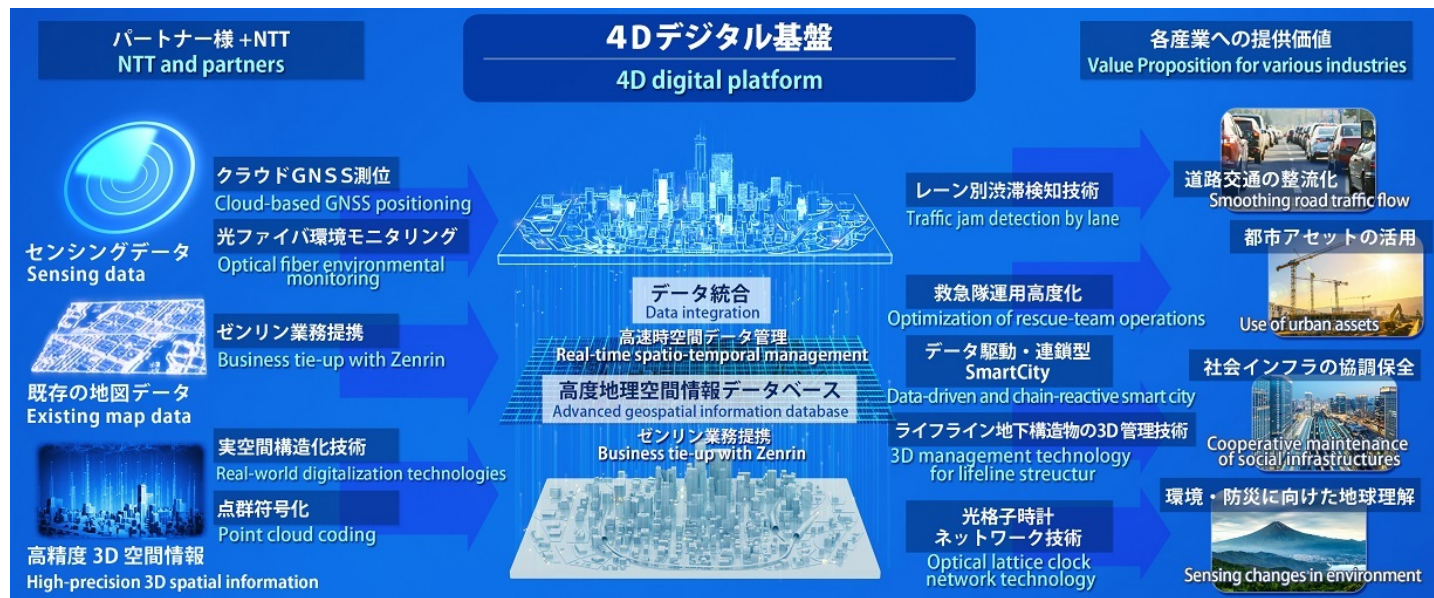 パートナー様 +NTT
NTT and partners
4Dデジタル基盤
4D digital platform
各産業への提供価値
Value Proposition for various industries
クラウドGNSS測位
Cloud-based GNSS positioning
光ファイバ環境モニタリング
Optical fiber environmental
monitoring
センシングデータ
Sensing data
ゼンリン業務提携
Business tie-up with Zenrin
既存の地図データ
Existing map data
実空間構造化技術
Real-world digitalization technologies
点群符号化
Point cloud coding
高精度 3D 空間情報
High-precision 3D spatial information
データ統合
Data integration
高速時空間データ管理
Real-time spatio-temporal management
高度地理空間情報データベース
Advanced geospatial information database
ゼンリン業務提携
Business tie-up with Zenrin
レーン別渋滞検知技術
Traffic jam detection by lane
救急隊運用高度化
Optimization of rescue-team operations
データ駆動・連鎖型
SmartCity
Data-driven and chain-reactive smart city
ライフライン地下構造物の3D管理技術
3D management technology
for lifeline streuctur
光格子時計
ネットワーク技術
Optical lattice clock
network technology
道路交通の整流化
Smoothing road traffic flow
都市アセットの活用
Use of urban assets
社会インフラの協調保全
Cooperative maintenance
of social infrastructures
環境・防災に向けた地球理解
Sensing changes in environment